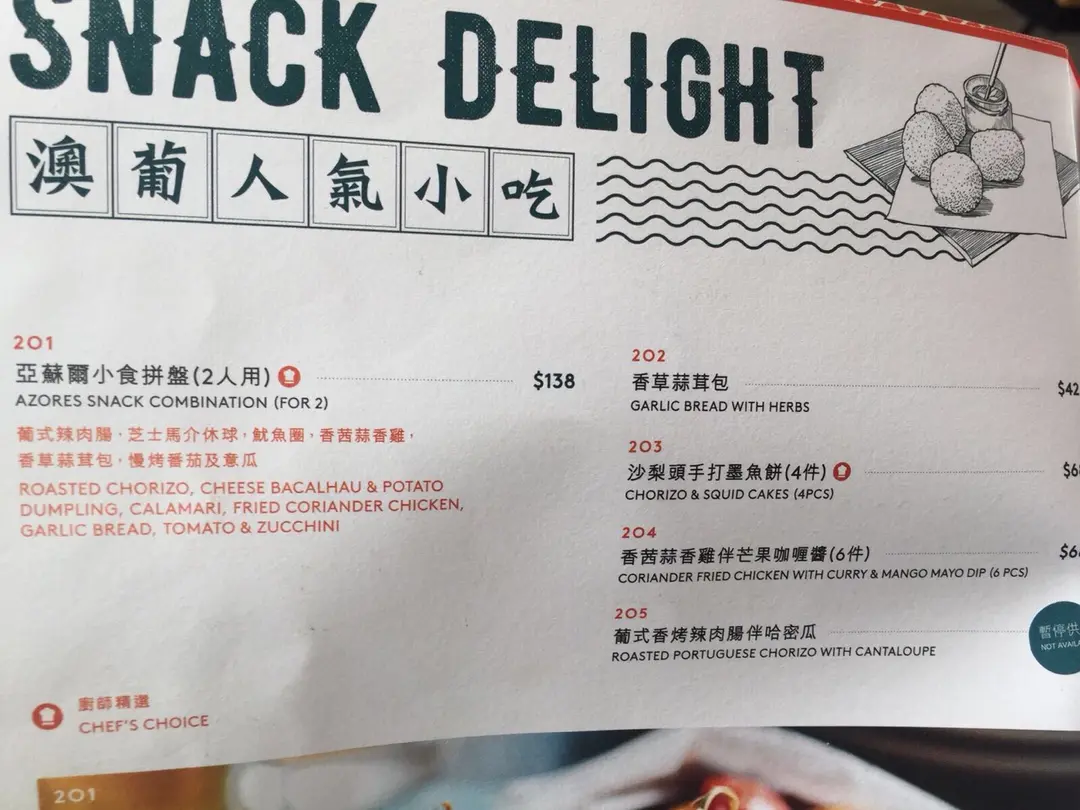 SNACK DELIGHT
澳葡人氣小吃
201
亞蘇爾小食拼盤(2人用) $138
AZORES SNACK COMBINATION (FOR 2)
葡式辣肉腸,芝士馬介休球,魷魚圈,香茜蒜香雞,
香草蒜茸包,慢烤番茄及意瓜
ROASTED CHORIZO, CHEESE BACALHAU & POTATO
DUMPLING, CALAMARI, FRIED CORIANDER CHICKEN,
GARLIC BREAD, TOMATO & ZUCCHINI
202
香草蒜茸包 $42
GARLIC BREAD WITH HERBS
203
沙梨頭手打墨魚餅(4件)
CHORIZO & SQUID CAKES (4PCS)
204
香茜蒜香雞伴芒果咖喱醬(6件)
CORIANDER FRIED CHICKEN WITH CURRY & MANGO MAYO DIP (6 PCS)
205
葡式香烤辣肉腸伴哈密瓜
ROASTED PORTUGUESE CHORIZO WITH CANTALOUPE
暫停供
NOT
廚師精選
CHEF'S CHOICE
201